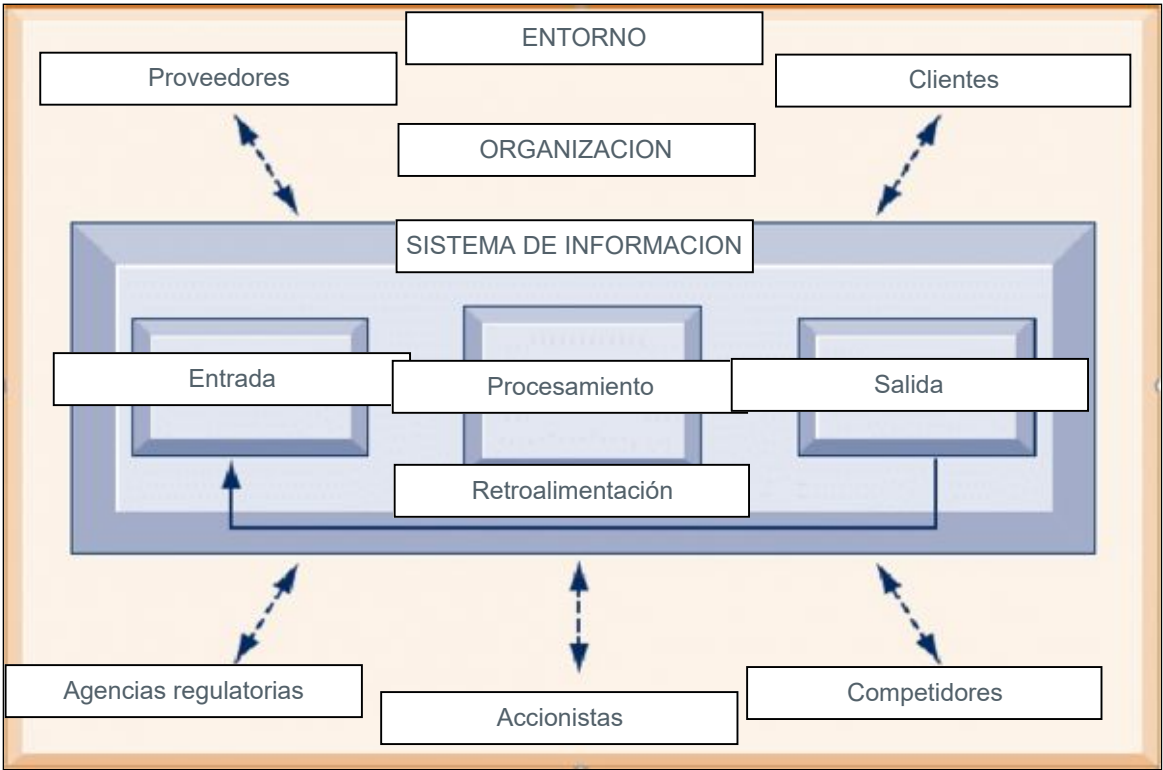 ENTORNO
Proveedores
Clientes
ORGANIZACION
SISTEMA DE INFORMACION
Entrada
Procesamiento
Salida
Retroalimentación
Agencias regulatorias
Accionistas
Competidores